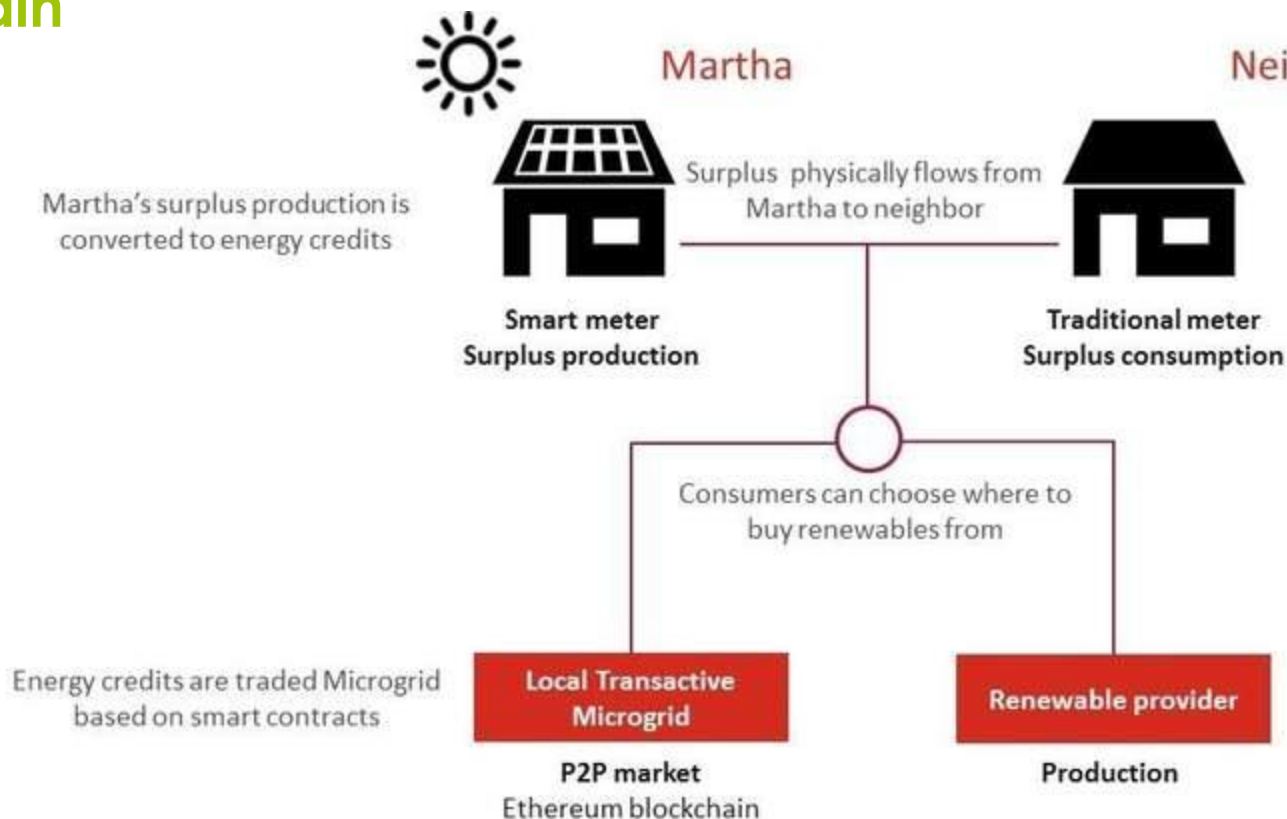 Martha
Martha's surplus production is
converted to energy credits
Surplus physically flows from
Martha to neighbor
Smart meter
Surplus production
Traditional meter
Surplus consumption
Consumers can choose where to
buy renewables from
Energy credits are traded Microgrid
based on smart contracts
Local Transactive
Microgrid
Renewable provider
P2P market
Ethereum blockchain
Production